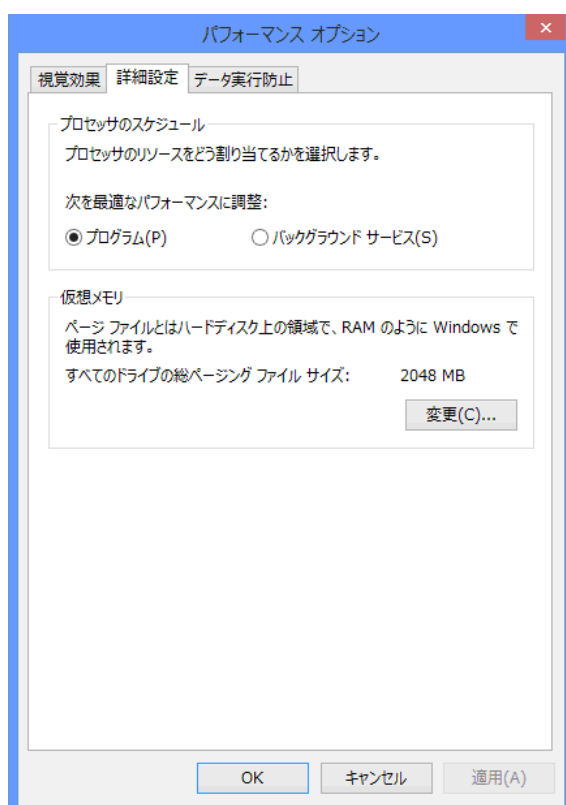 パフォーマンス オプション
視覚効果 詳細設定 データ実行防止
プロセッサのスケジュール
プロセッサのリソースをどう割り当てるかを選択します。
次を最適なパフォーマンスに調整:
プログラム(P) バックグラウンド サービス(S)
仮想メモリ
ページ ファイルとはハードディスク上の領域で、RAM のように Windows で
使用されます。
すべてのドライブの総ページング ファイル サイズ: 2048 MB
変更(C)...
OK キャンセル 適用(A)